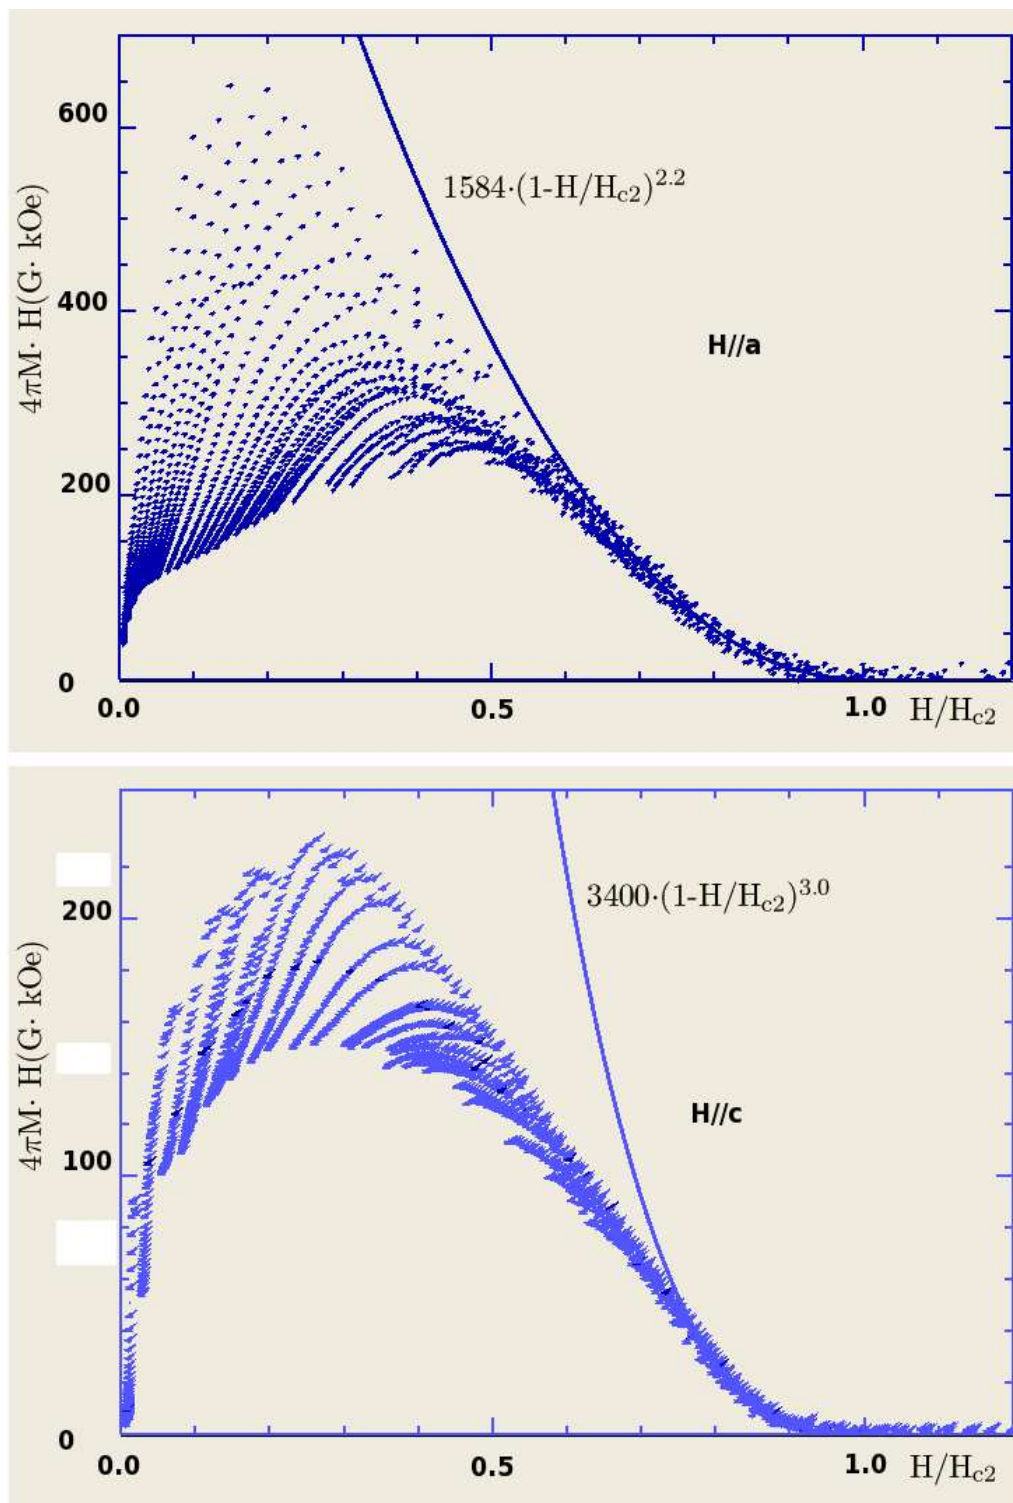 600
400
200
0
4πM· H(G· kOe)
1584·(1-H/Hc2)2.2
H//a
0.0
0.5
1.0
H/Hc2
200
100
0
4πM· H(G· kOe)
3400·(1-H/Hc2)3.0
H//c
0.0
0.5
1.0
H/Hc2